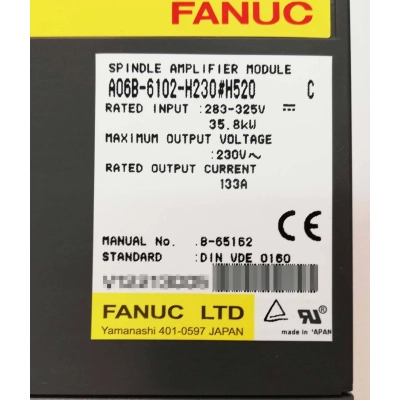 FANUC
SPINDLE AMPLIFIER MODULE
A06B-6102-H230#H520 C
RATED INPUT :283-325V
35.8kW
MAXIMUM OUTPUT VOLTAGE
:230V~
RATED OUTPUT CURRENT
133A
CE
MANUAL NO. :B-65162
STANDARD :DIN VDE 0160
FANUC LTD
Yamanashi 401-0597 JAPAN
made in JAPAN